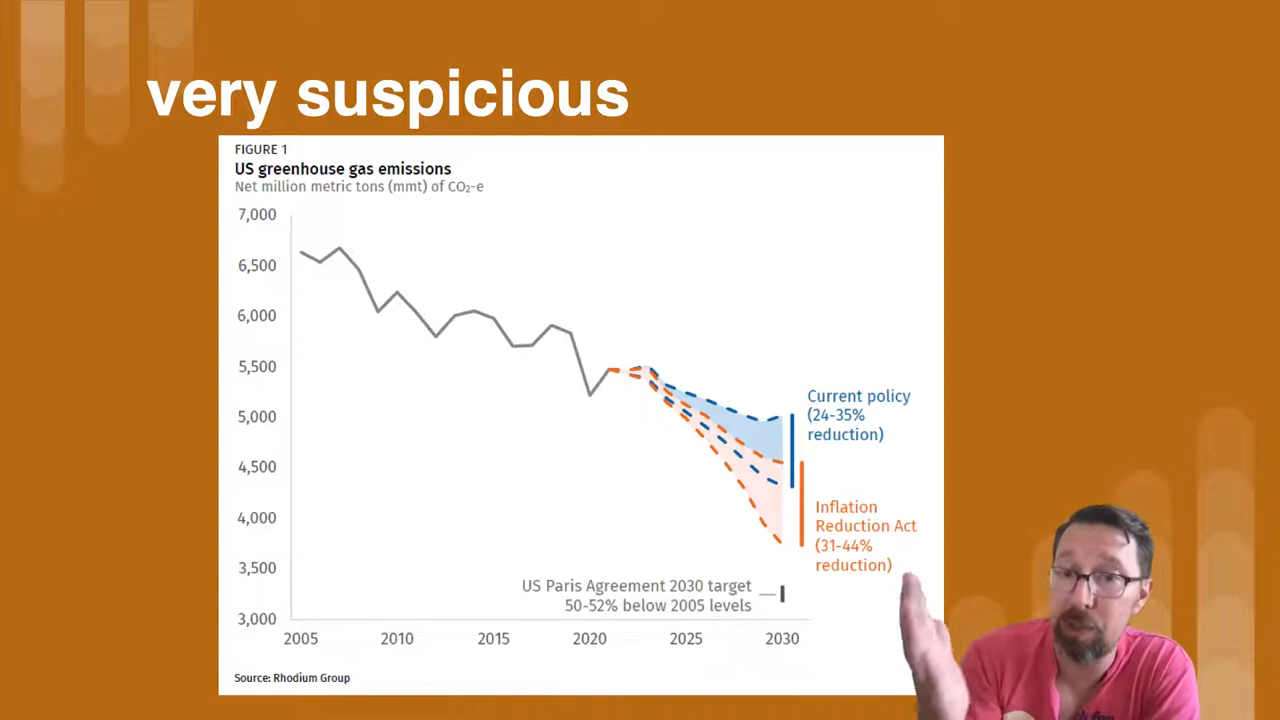 very suspicious
FIGURE 1
US greenhouse gas emissions
Net million metric tons (mmt) of CO₂-e
7,000
6,500
6,000
5,500
5,000
4,500
4,000
3,500
3,000
2005 2010 2015 2020 2025 2030
Current policy
(24-35%
reduction)
Inflation
Reduction Act
(31-44%
reduction)
US Paris Agreement 2030 target
50-52% below 2005 levels
Source: Rhodium Group